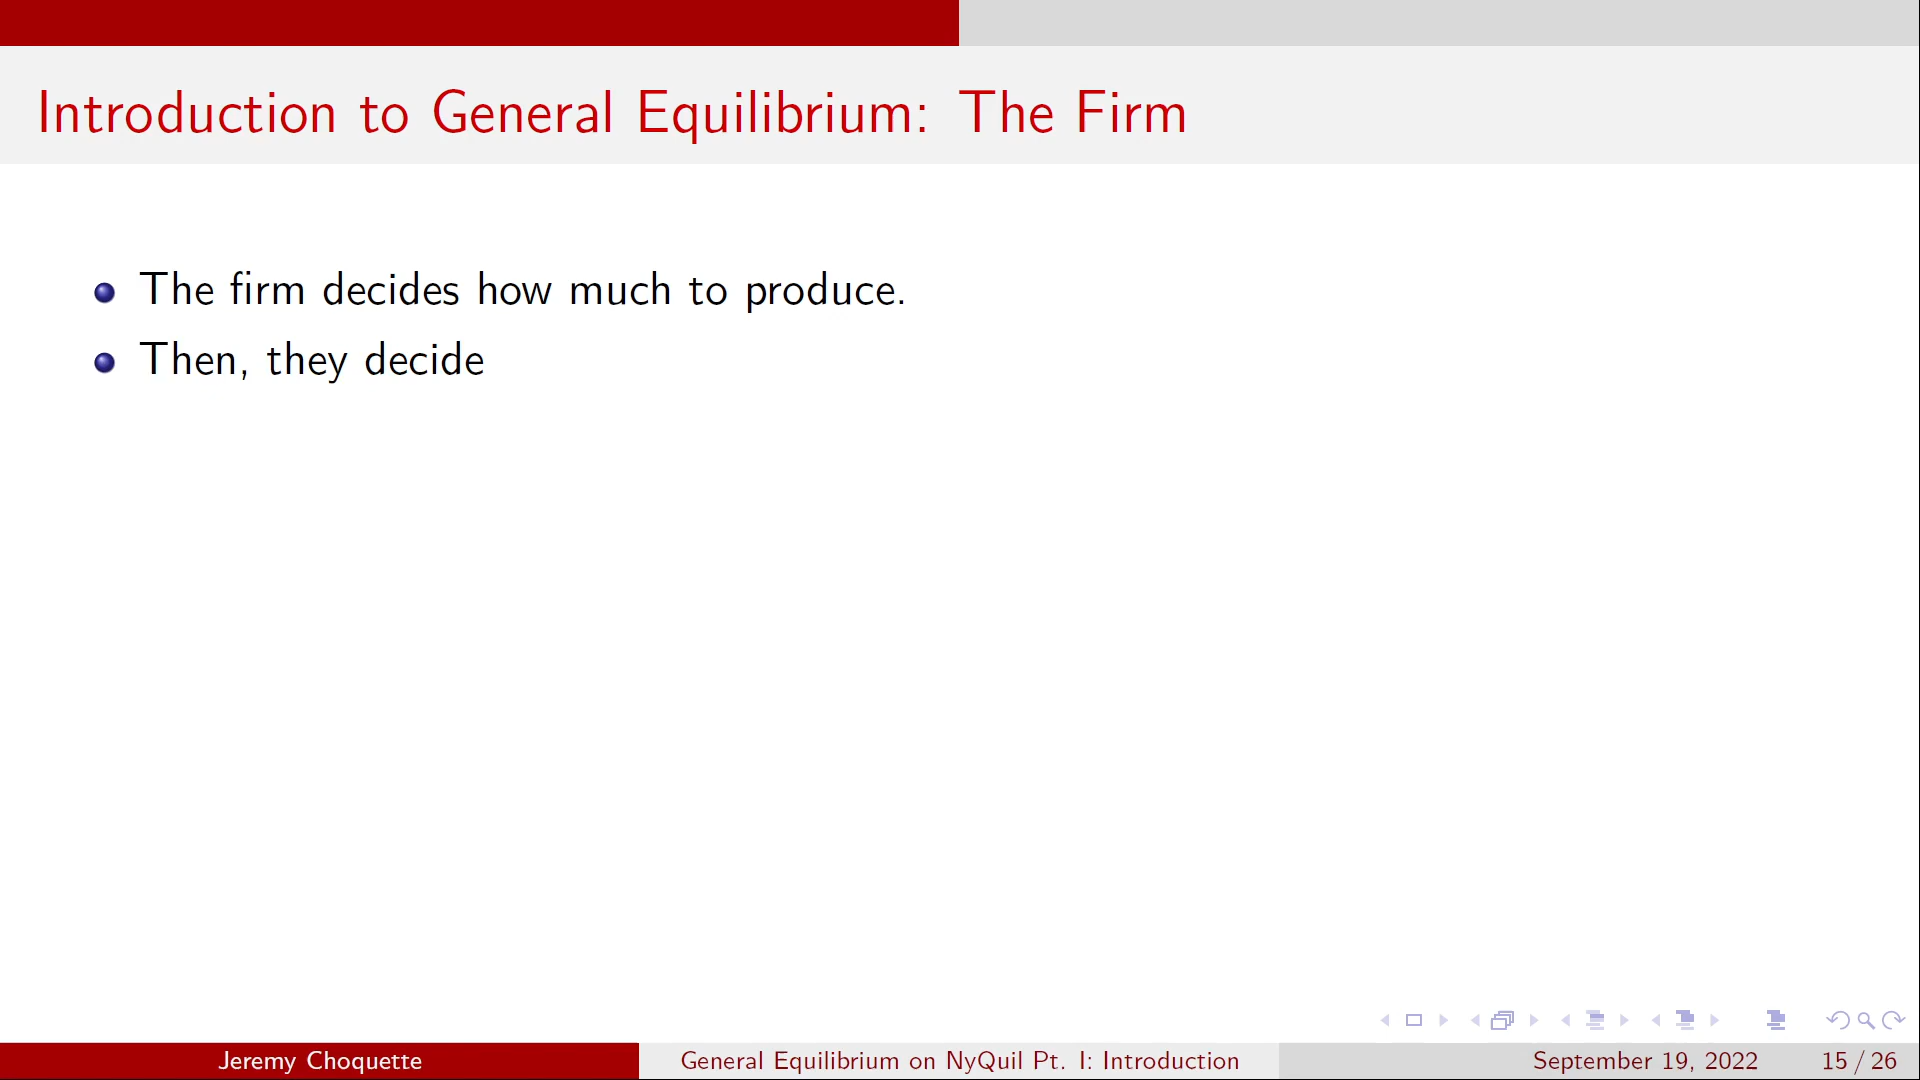 Introduction to General Equilibrium: The Firm
The firm decides how much to produce.
Then, they decide
Jeremy Choquette
General Equilibrium on NyQuil Pt. I: Introduction
September 19, 2022
15 / 26